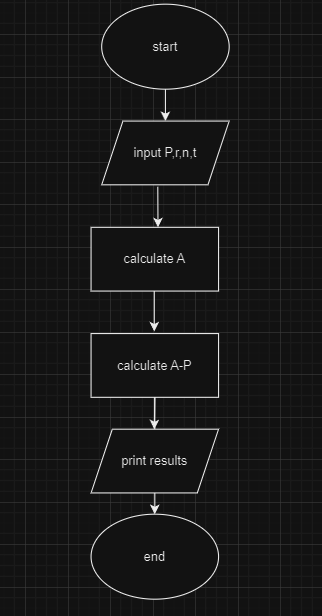 start
input P,r,n,t
calculate A
calculate A-P
print results
end